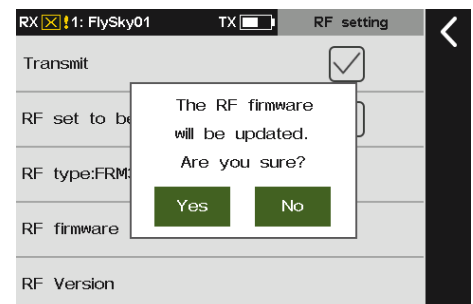 RX ! 1: FlySky01 TX RF setting
Transmit
RF set to be
The RF firmware
will be updated.
Are you sure?
RF type:FRM3
Yes No
RF firmware
RF Version